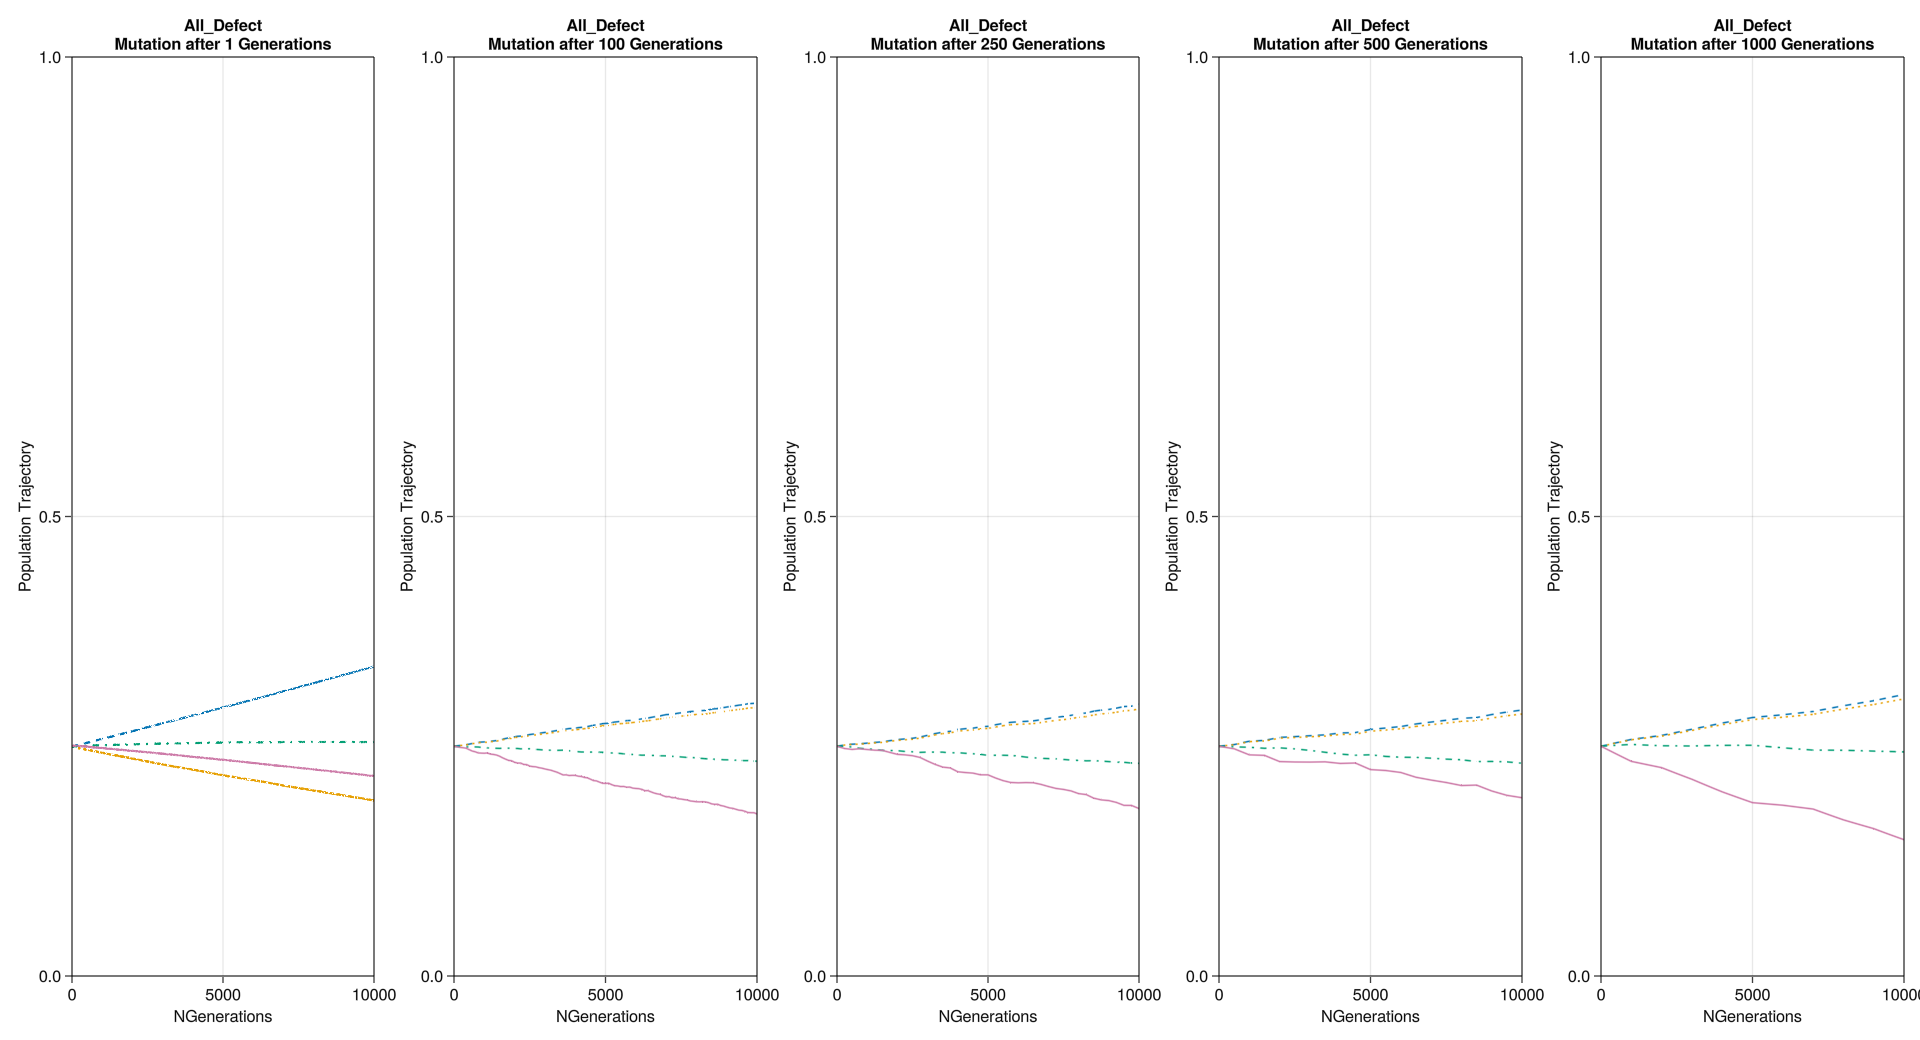 All_Defect
Mutation after 1 Generations
All_Defect
Mutation after 100 Generations
All_Defect
Mutation after 250 Generations
All_Defect
Mutation after 500 Generations
All_Defect
Mutation after 1000 Generations
1.0
0.5
0.0
Population Trajectory
0
5000
10000
NGenerations
1.0
0.5
0.0
Population Trajectory
0
5000
10000
NGenerations
1.0
0.5
0.0
Population Trajectory
0
5000
10000
NGenerations
1.0
0.5
0.0
Population Trajectory
0
5000
10000
NGenerations
1.0
0.5
0.0
Population Trajectory
0
5000
1000
NGenerations